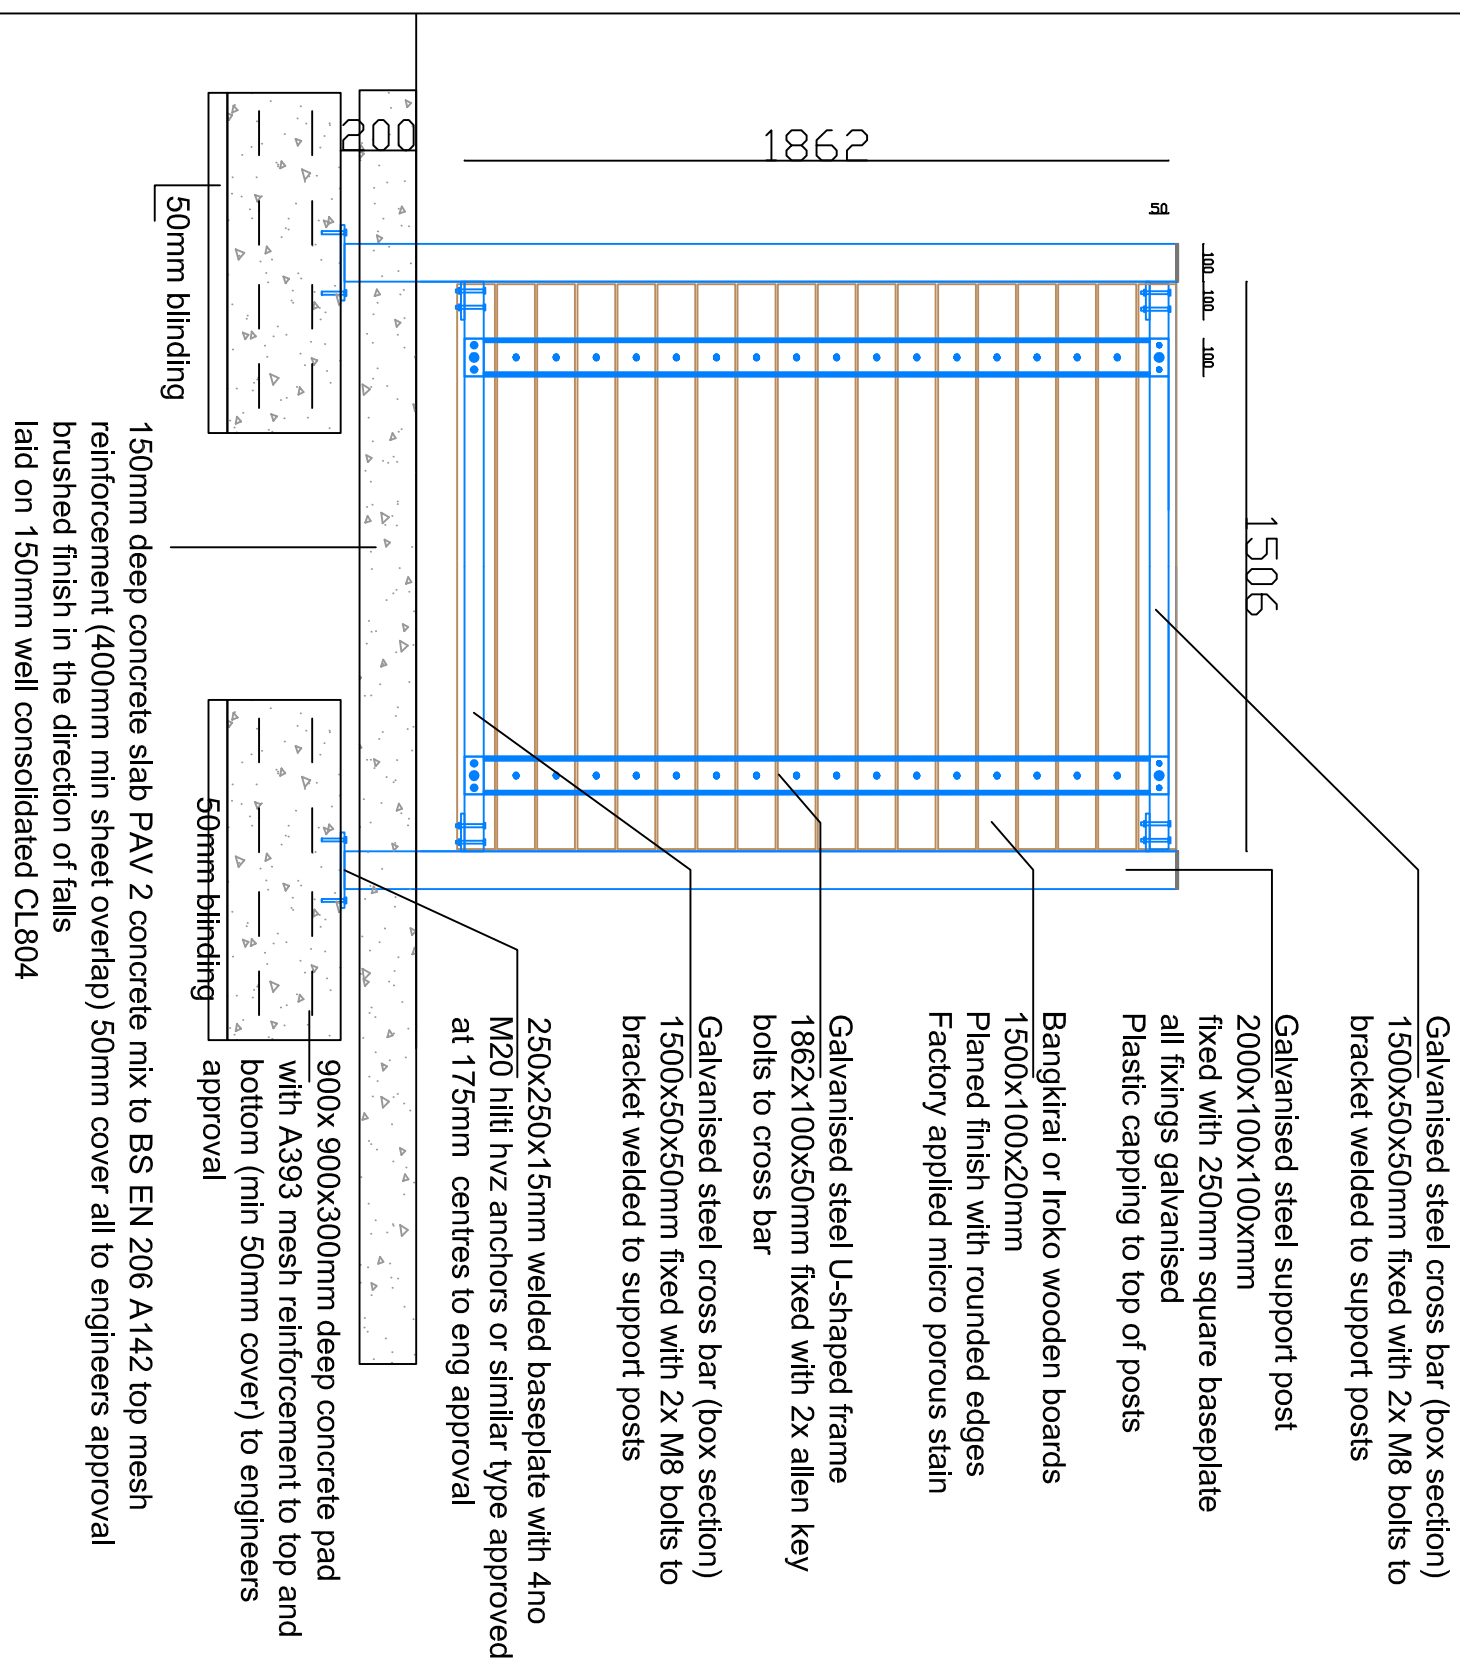 Galvanised steel cross bar (box section)
1500x50x50mm fixed with 2x M8 bolts to
bracket welded to support posts
1506
Galvanised steel support post
2000x100x100xmm
fixed with 250mm square baseplate
all fixings galvanised
Plastic capping to top of posts
100
100
100
50
1862
Bangkirai or Iroko wooden boards
1500x100x20mm
Planed finish with rounded edges
Factory applied micro porous stain
Galvanised steel U-shaped frame
1862x100x50mm fixed with 2x allen key
bolts to cross bar
Galvanised steel cross bar (box section)
1500x50x50mm fixed with 2x M8 bolts to
bracket welded to support posts
250x250x15mm welded baseplate with 4no
M20 hilti hvz anchors or similar type approved
at 175mm centres to eng approval
200
900x 900x300mm deep concrete pad
with A393 mesh reinforcement to top and
bottom (min 50mm cover) to engineers
approval
50mm blinding
50mm blinding
150mm deep concrete slab PAV 2 concrete mix to BS EN 206 A142 top mesh
reinforcement (400mm min sheet overlap) 50mm cover all to engineers approval
brushed finish in the direction of falls
laid on 150mm well consolidated CL804